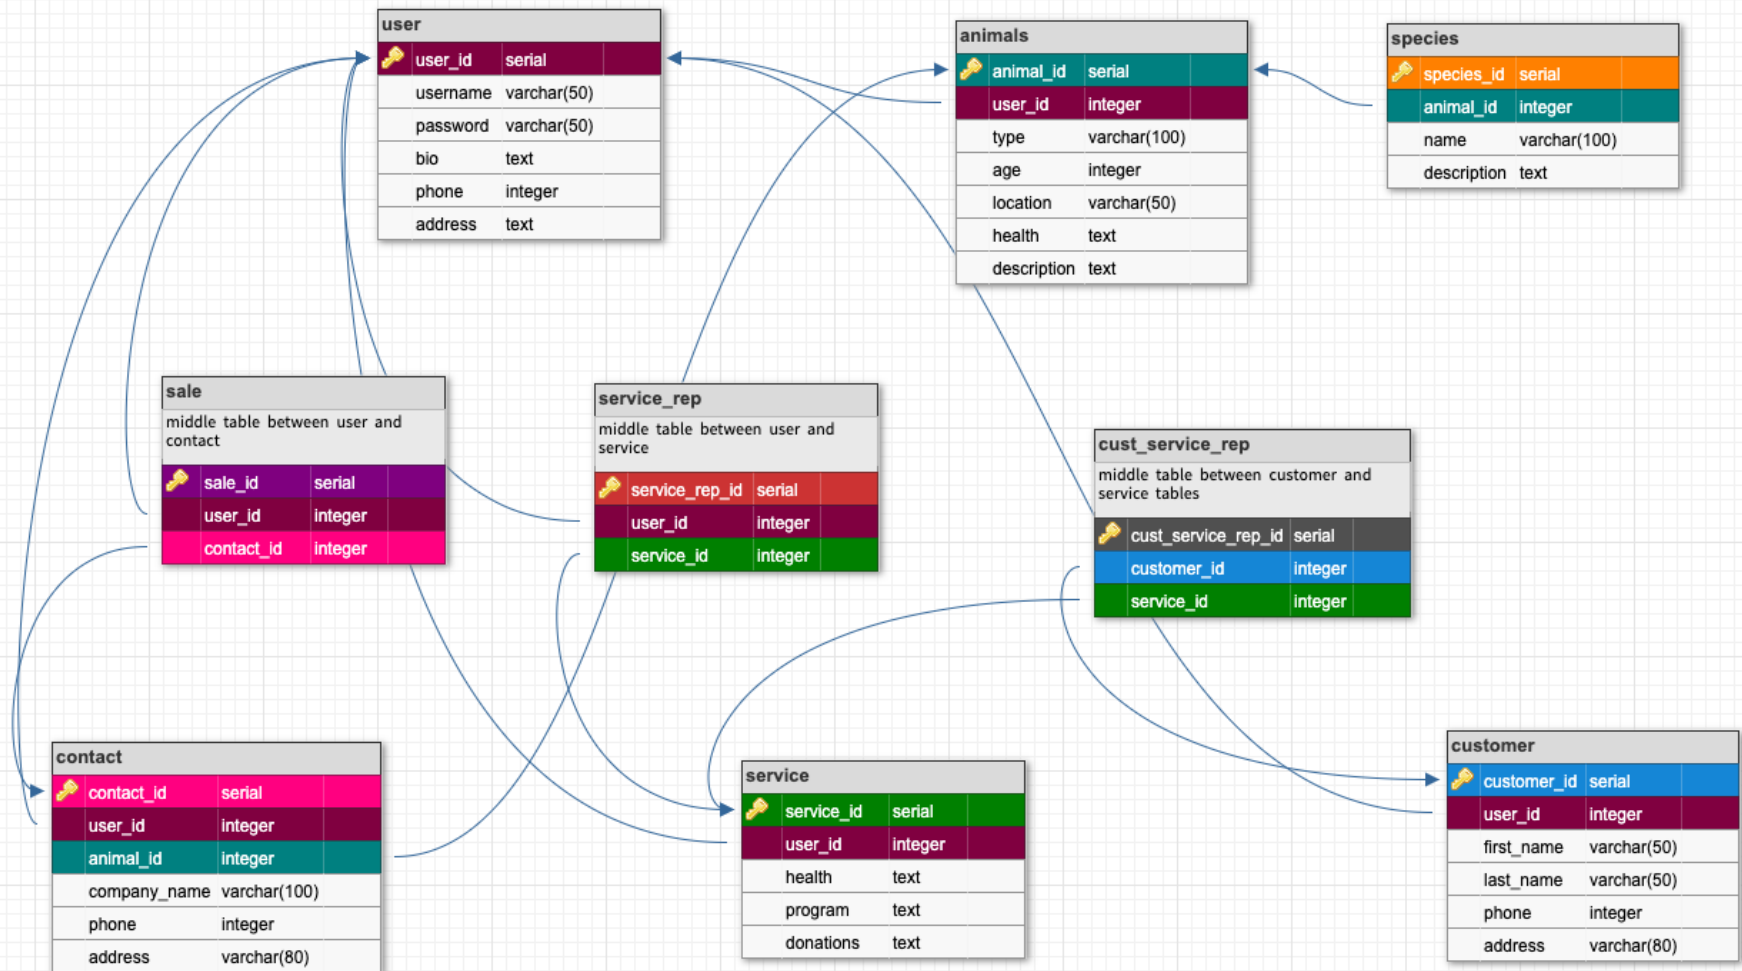 user
user_id serial
username varchar(50)
password varchar(50)
bio text
phone integer
address text
animals
animal_id serial
user_id integer
type varchar(100)
age integer
location varchar(50)
health text
description text
species
species_id serial
animal_id integer
name varchar(100)
description text
sale
middle table between user and
contact
sale_id serial
user_id integer
contact_id integer
service_rep
middle table between user and
service
service_rep_id serial
user_id integer
service_id integer
cust_service_rep
middle table between customer and
service tables
cust_service_rep_id serial
customer_id integer
service_id integer
contact
contact_id serial
user_id integer
animal_id integer
company_name varchar(100)
phone integer
address varchar(80)
service
service_id serial
user_id integer
health text
program text
donations text
customer
customer_id serial
user_id integer
first_name varchar(50)
last_name varchar(50)
phone integer
address varchar(80)